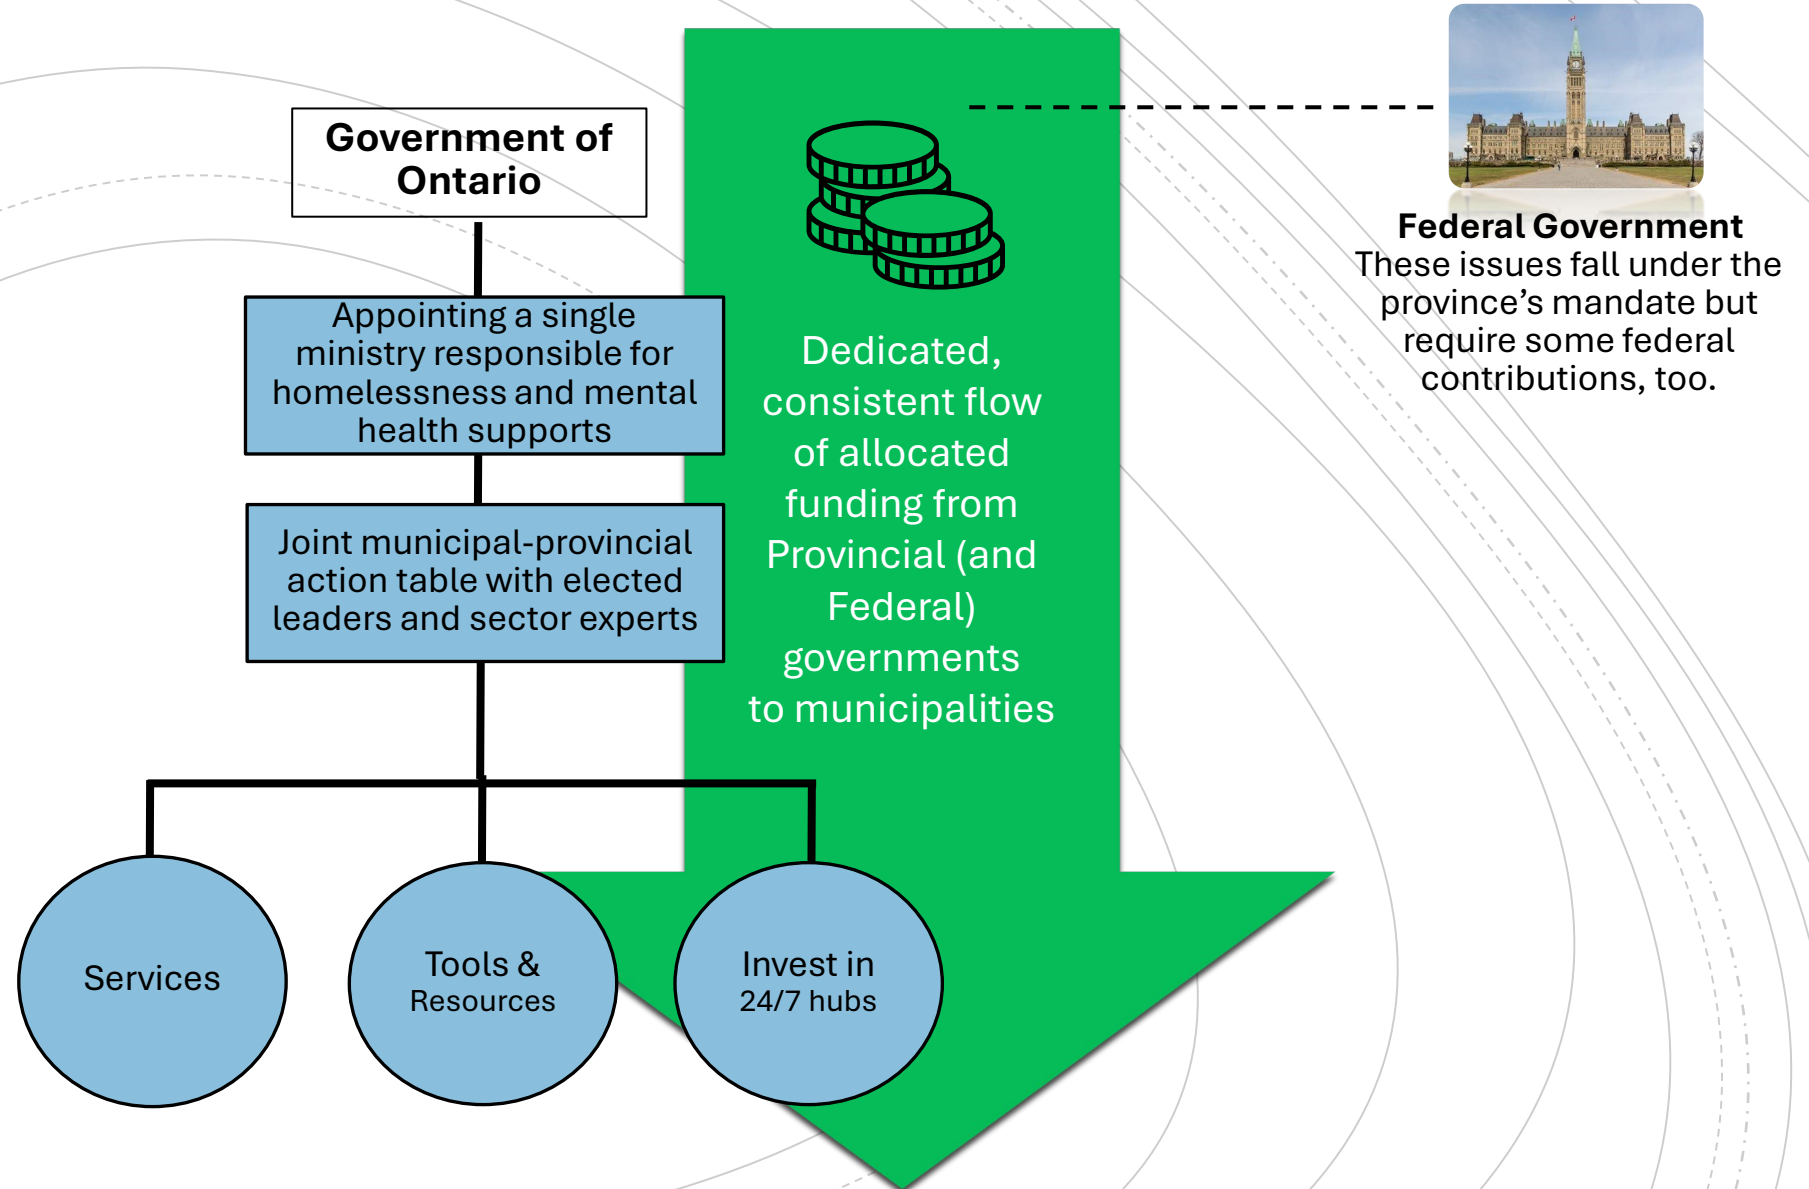 Government of
Ontario
Appointing a single
ministry responsible for
homelessness and mental
health supports
Joint municipal-provincial
action table with elected
leaders and sector experts
Services
Tools &
Resources
Invest in
24/7 hubs
Dedicated,
consistent flow
of allocated
funding from
Provincial (and
Federal)
governments
to municipalities
Federal Government
These issues fall under the
province’s mandate but
require some federal
contributions, too.